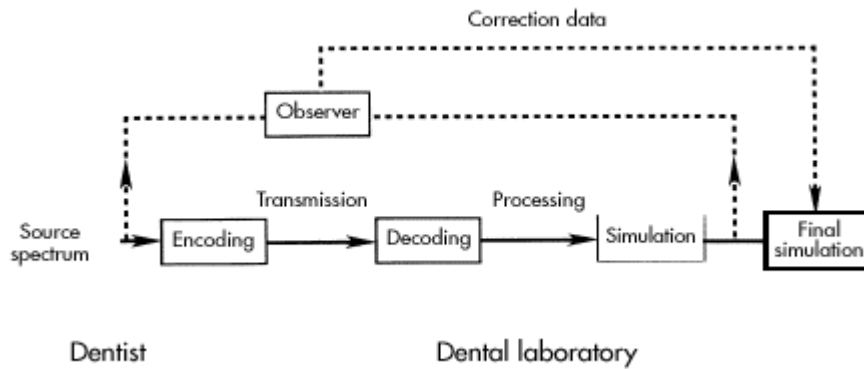 Correction data
Observer
Transmission
Processing
Source
spectrum
Encoding
Decoding
Simulation
Final
simulation
Dentist
Dental laboratory